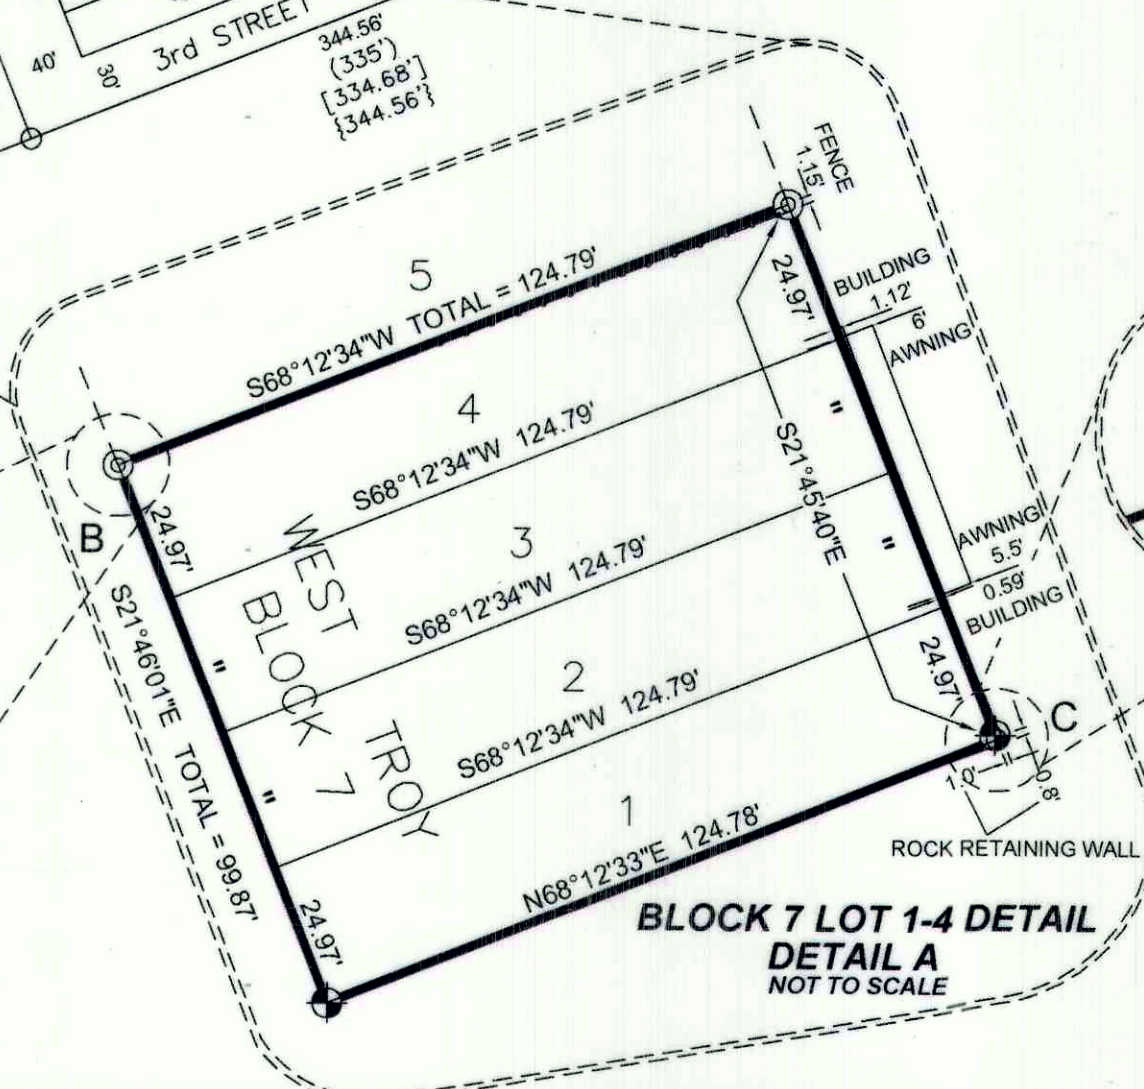 40'
30'
3rd STREET
344.56'
(335')
[334.68']
{344.56'}
FENCE
1.15'
5
S68°12'34"W TOTAL = 124.79'
24.97'
BUILDING
1.12'
6'
AWNING
4
S68°12'34"W 124.79'
"
B
24.97'
S21°45'40"E
3
S68°12'34"W 124.79'
"
AWNING
5.5'
0.59'
BUILDING
WEST TROY
BLOCK 7
S21°46'01"E TOTAL = 99.87'
"
2
S68°12'34"W 124.79'
24.97'
C
"
1
1.0'
0.8'
N68°12'33"E 124.78'
ROCK RETAINING WALL
24.97'
BLOCK 7 LOT 1-4 DETAIL
DETAIL A
NOT TO SCALE